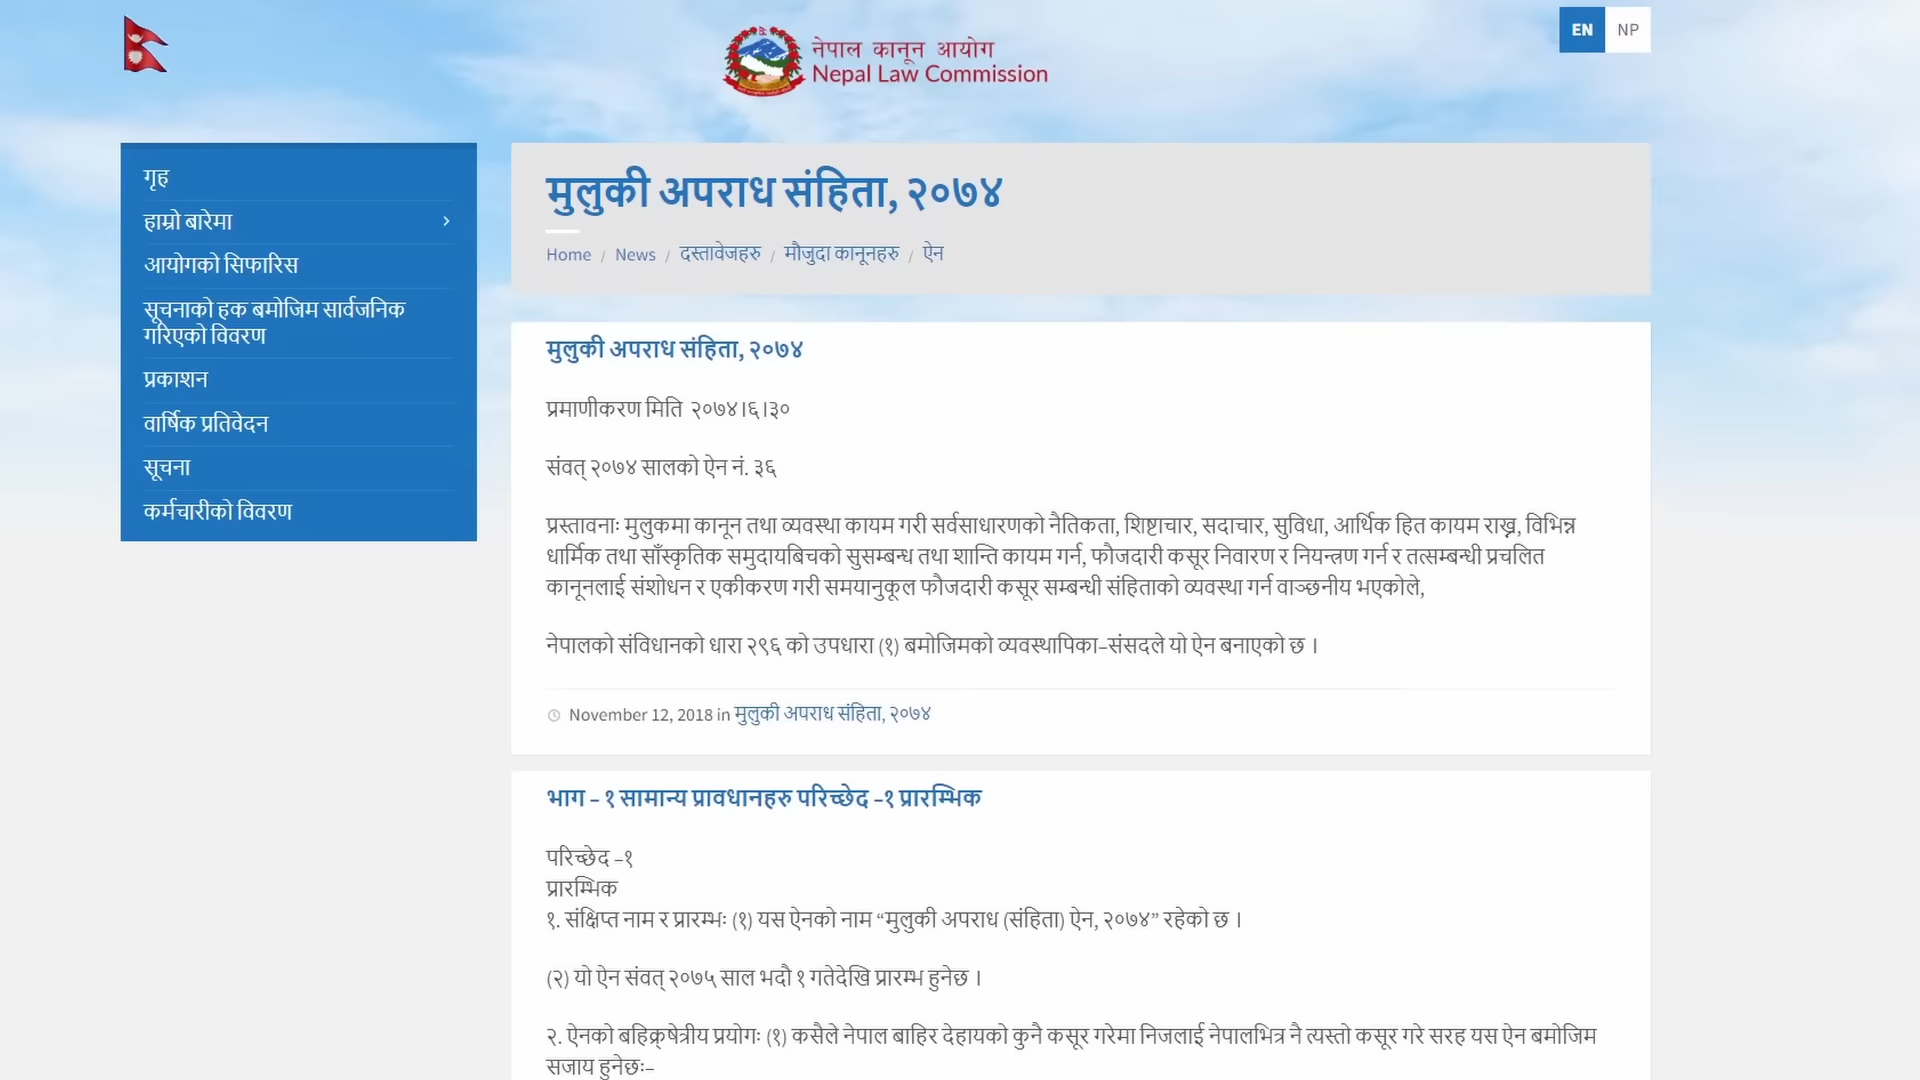 नेपाल कानून आयोग
Nepal Law Commission
EN NP
गृह
हाम्रो बारेमा
आयोगको सिफारिस
सूचनाको हक बमोजिम सार्वजनिक
गरिएको विवरण
प्रकाशन
वार्षिक प्रतिवेदन
सूचना
कर्मचारीको विवरण
मुलुकी अपराध संहिता, २०७४
Home / News / दस्तावेजहरु / मौजुदा कानूनहरु / ऐन
मुलुकी अपराध संहिता, २०७४
प्रमाणीकरण मिति २०७४।६।३०
संवत् २०७४ सालको ऐन नं. ३६
प्रस्तावनाः मुलुकमा कानून तथा व्यवस्था कायम गरी सर्वसाधारणको नैतिकता, शिष्टाचार, सदाचार, सुविधा, आर्थिक हित कायम राख्न, विभिन्न
धार्मिक तथा साँस्कृतिक समुदायबिचको सुसम्बन्ध तथा शान्ति कायम गर्न, फौजदारी कसूर निवारण र नियन्त्रण गर्न र तत्सम्बन्धी प्रचलित
कानूनलाई संशोधन र एकीकरण गरी समयानुकूल फौजदारी कसूर सम्बन्धी संहिताको व्यवस्था गर्न वाञ्छनीय भएकोले,
नेपालको संविधानको धारा २९६ को उपधारा (१) बमोजिमको व्यवस्थापिका–संसदले यो ऐन बनाएको छ ।
November 12, 2018 in मुलुकी अपराध संहिता, २०७४
भाग – १ सामान्य प्रावधानहरु परिच्छेद –१ प्रारम्भिक
परिच्छेद –१
प्रारम्भिक
१. संक्षिप्त नाम र प्रारम्भः (१) यस ऐनको नाम “मुलुकी अपराध (संहिता) ऐन, २०७४” रहेको छ ।
(२) यो ऐन संवत् २०७५ साल भदौ १ गतेदेखि प्रारम्भ हुनेछ ।
२. ऐनको बहिक्र्षेत्रीय प्रयोगः (१) कसैले नेपाल बाहिर देहायको कुनै कसूर गरेमा निजलाई नेपालभित्र नै त्यस्तो कसूर गरे सरह यस ऐन बमोजिम
सजाय हुनेछः–